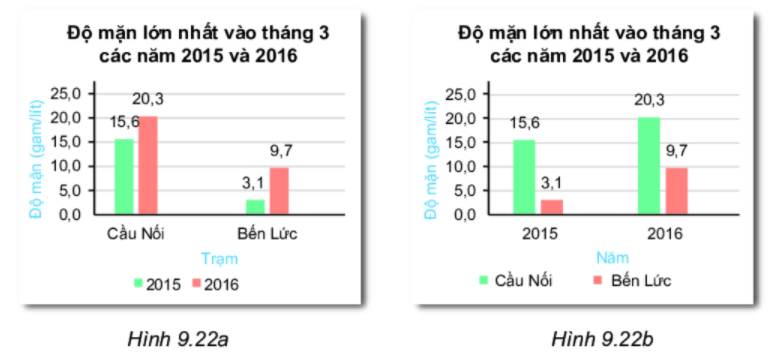 Độ mặn lớn nhất vào tháng 3
các năm 2015 và 2016
Độ mặn (gam/lít)
25,0
20,0
15,0
10,0
5,0
0,0
15,6
20,3
3,1
9,7
Cầu Nối
Bến Lức
Trạm
2015
2016
Hình 9.22a
Độ mặn lớn nhất vào tháng 3
các năm 2015 và 2016
Độ mặn (gam/lít)
25,0
20,0
15,0
10,0
5,0
0,0
15,6
3,1
20,3
9,7
2015
2016
Năm
Cầu Nối
Bến Lức
Hình 9.22b